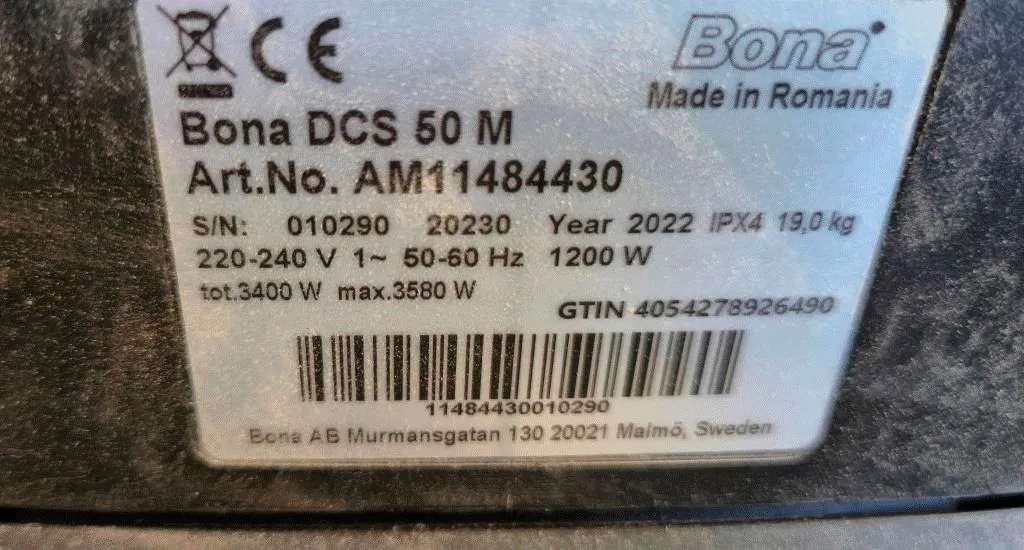 CE
Bona
Made in Romania
Bona DCS 50 M
Art.No. AM11484430
S/N: 010290 20230 Year 2022 IPX4 19,0 kg
220-240 V 1~ 50-60 Hz 1200 W
tot.3400 W max.3580 W
GTIN 4054278926490
11484430010290
Bona AB Murmansgatan 130 20021 Malmö, Sweden